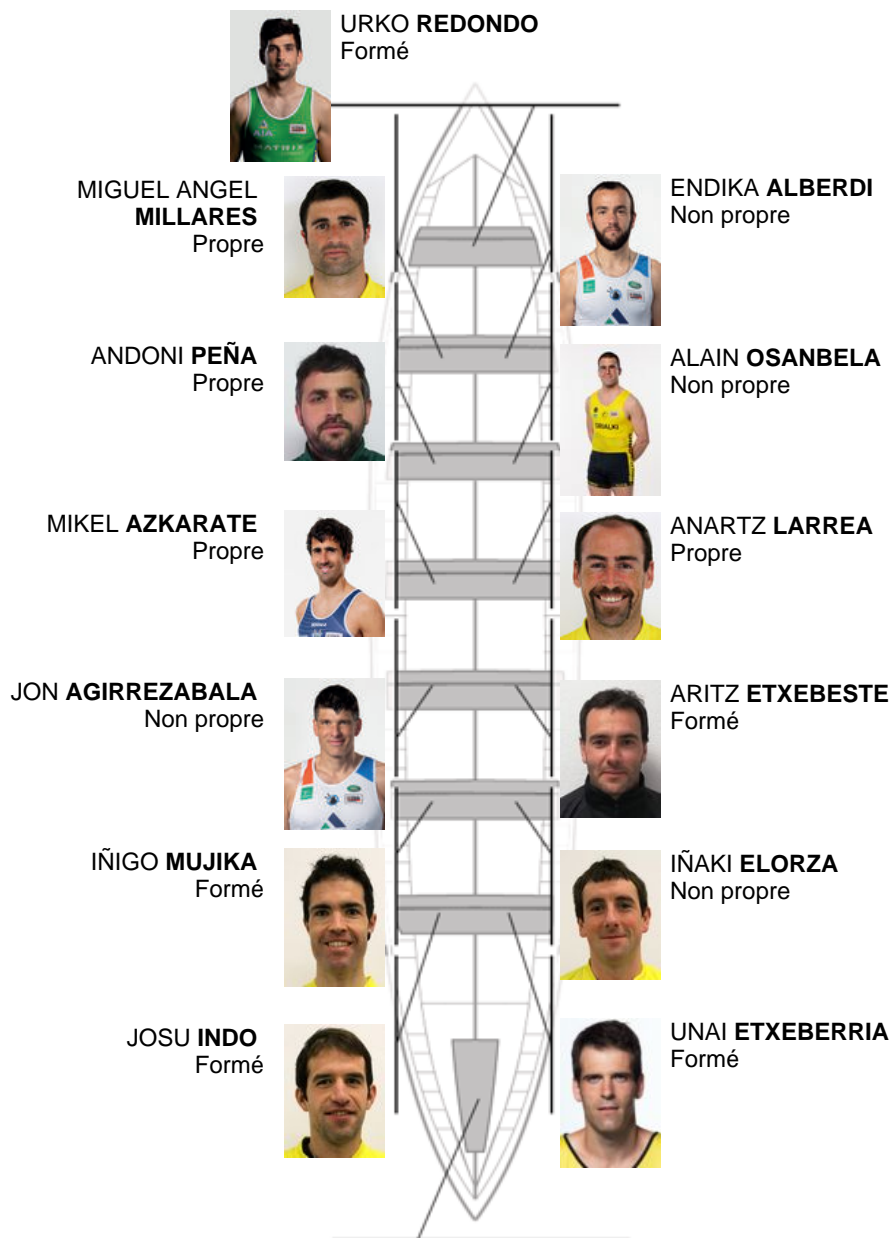 URKO REDONDO
Formé
MIGUEL ANGEL
MILLARES
Propre
ENDIKA ALBERDI
Non propre
ANDONI PEÑA
Propre
ALAIN OSANBELA
Non propre
MIKEL AZKARATE
Propre
ANARTZ LARREA
Propre
JON AGIRREZABALA
Non propre
ARITZ ETXEBESTE
Formé
IÑIGO MUJIKA
Formé
IÑAKI ELORZA
Non propre
JOSU INDO
Formé
UNAI ETXEBERRIA
Formé
MATRIX